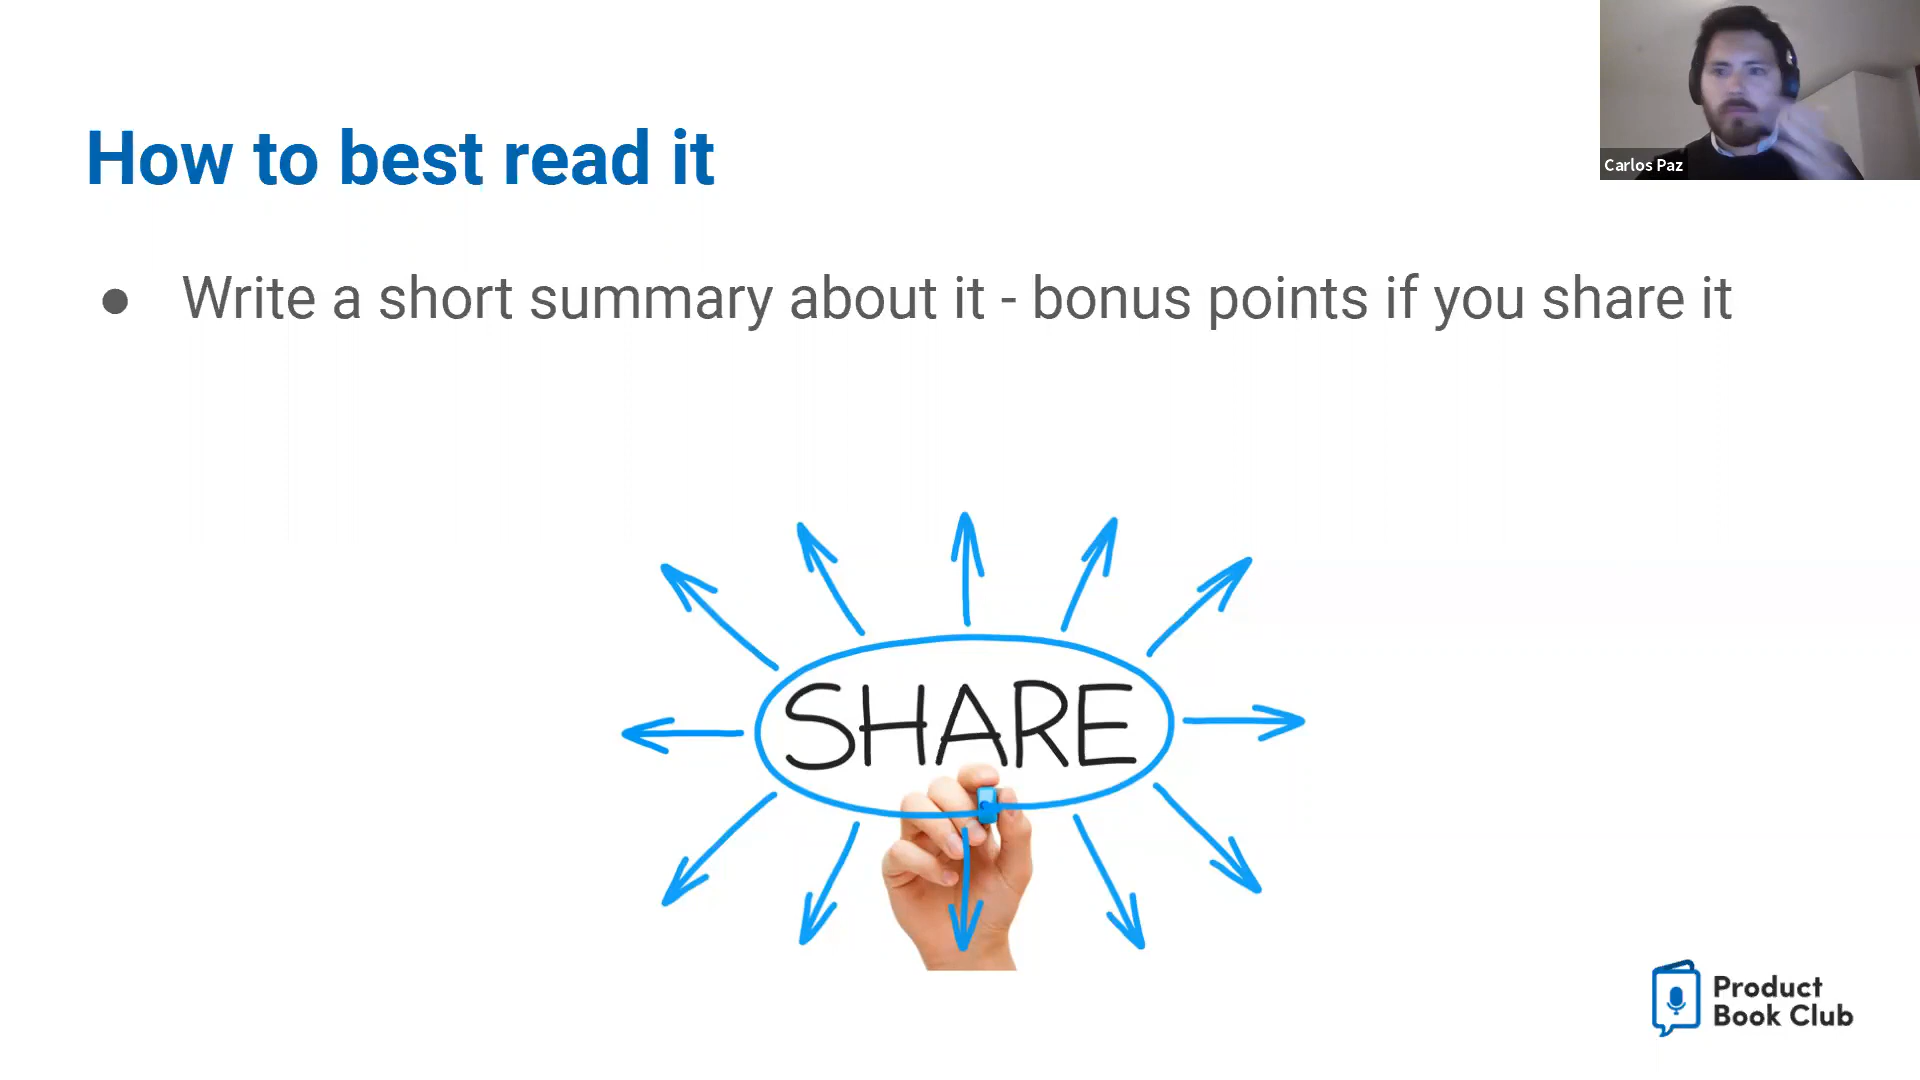 Carlos Paz
How to best read it
● Write a short summary about it - bonus points if you share it
SHARE
Product
Book Club